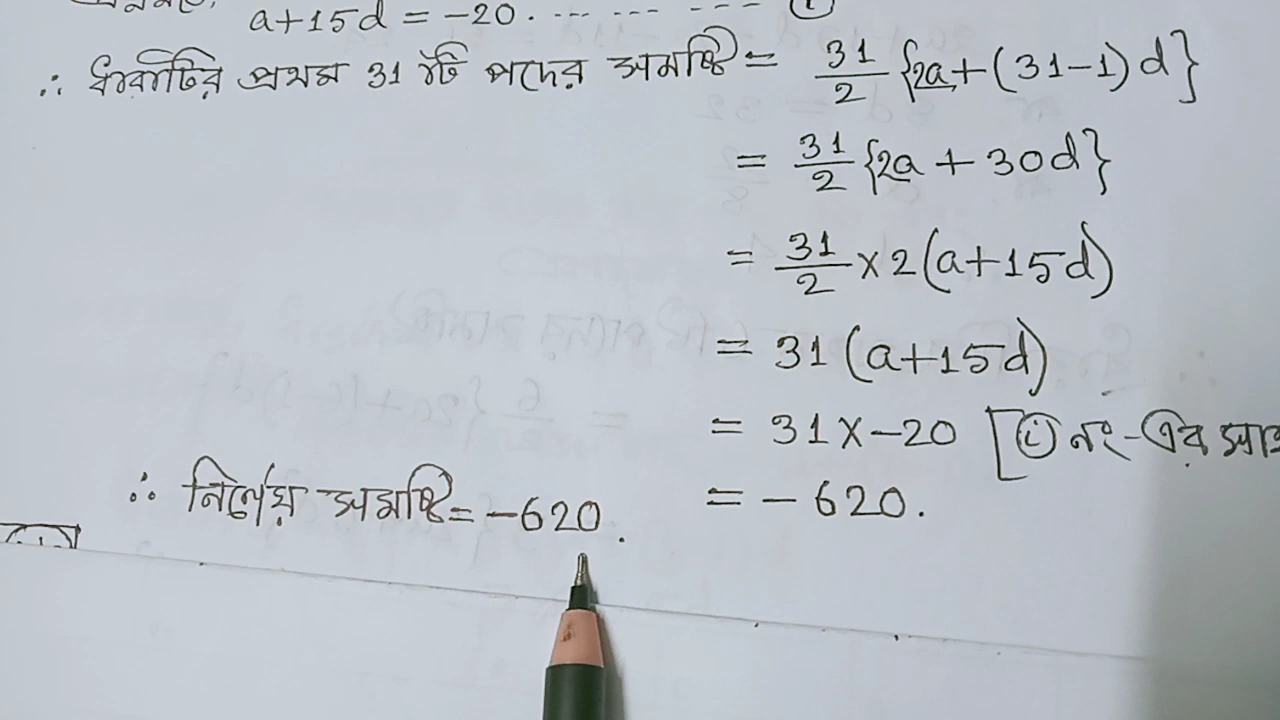 a+15d = -20. ... ... ... ... (i)
∴ ধারাটির প্রথম 31 টি পদের সমষ্টি = 31/2 {2a+(31-1)d}
= 31/2 {2a + 30d}
= 31/2 × 2(a+15d)
= 31 (a+15d)
= 31×-20 [(i) নং-এর
= - 620.
∴ নির্ণেয় সমষ্টি = -620.